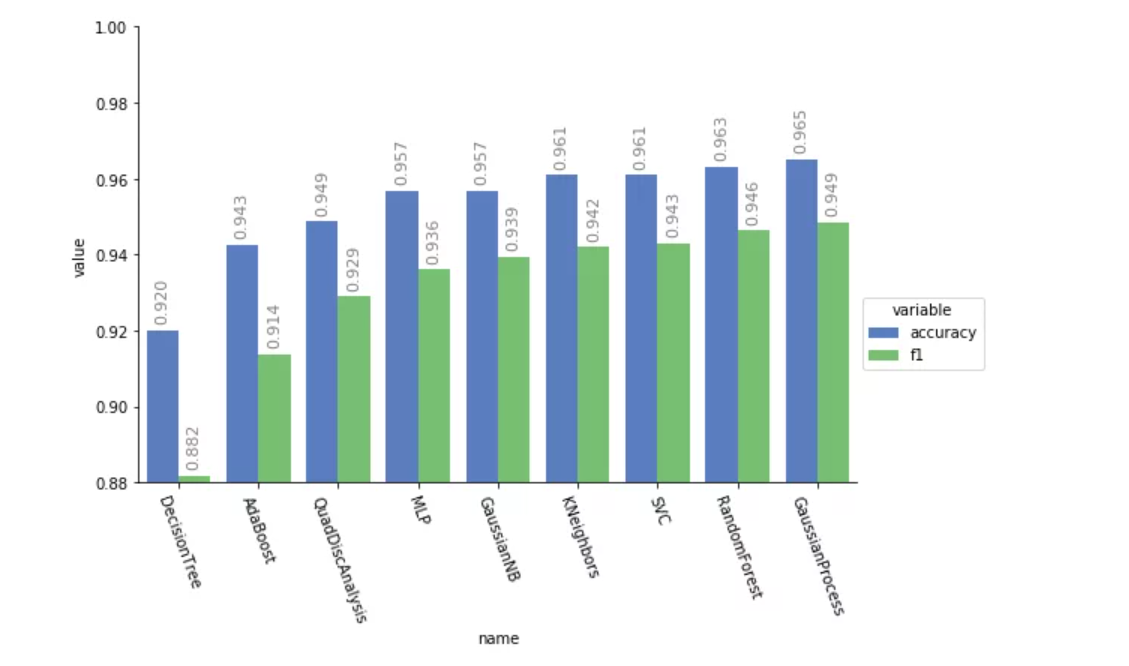 1.00
0.98
0.96
0.94
0.92
0.90
0.88
value
0.920
0.882
0.943
0.914
0.949
0.929
0.957
0.936
0.957
0.939
0.961
0.942
0.961
0.943
0.963
0.946
0.965
0.949
variable
accuracy
f1
DecisionTree
AdaBoost
QuadDiscAnalysis
MLP
GaussianNB
KNeighbors
SVC
RandomForest
GaussianProcess
name